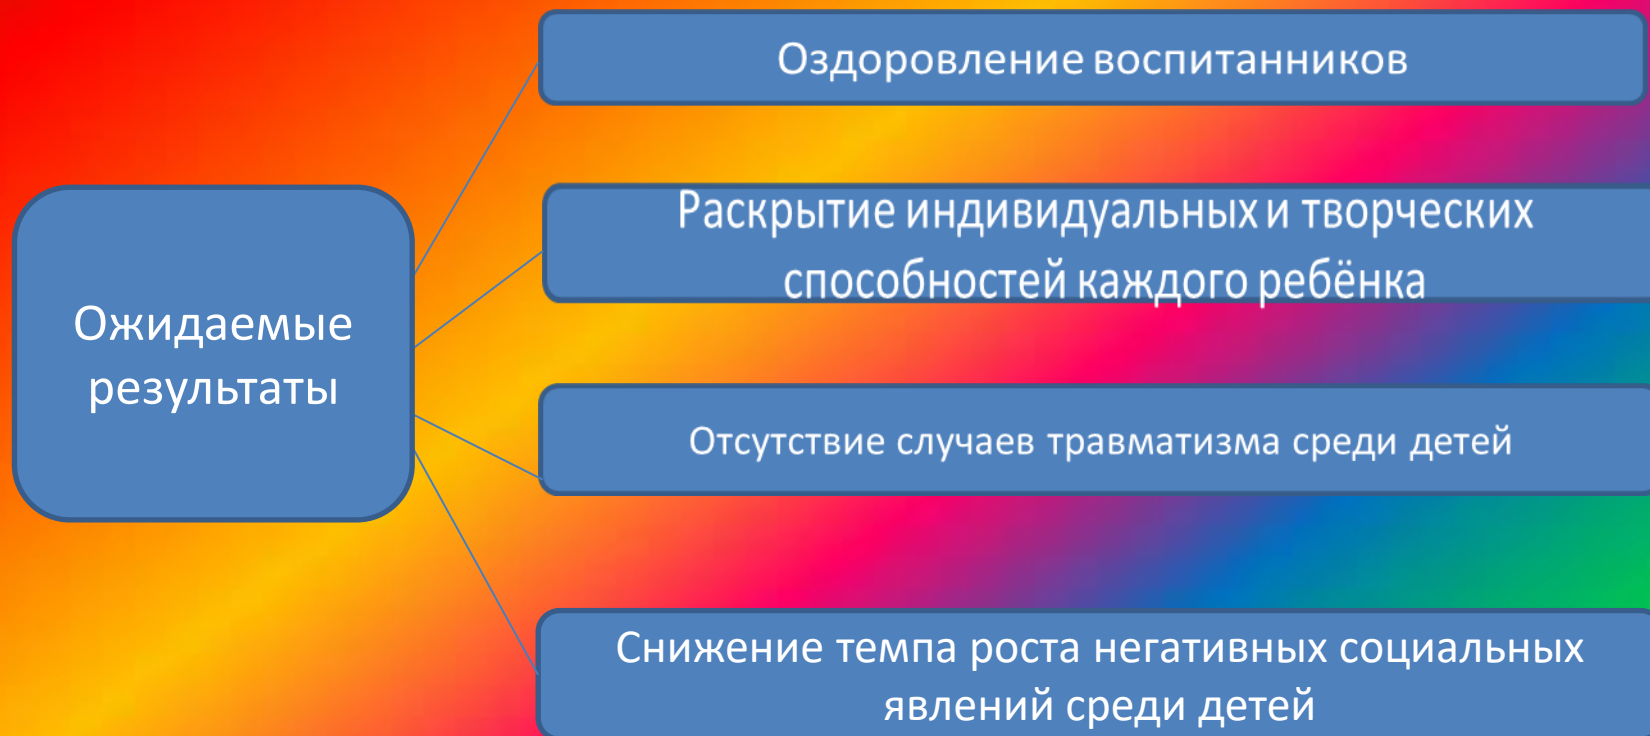 Ожидаемые
результаты
Оздоровление воспитанников
Раскрытие индивидуальных и творческих
способностей каждого ребёнка
Отсутствие случаев травматизма среди детей
Снижение темпа роста негативных социальных
явлений среди детей